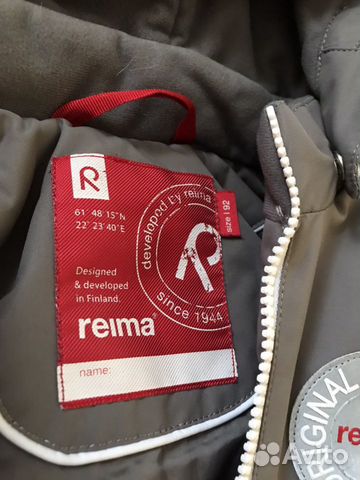 R
61 48 15"N
22' 23'40"E
Designed
& developed
in Finland.
reima®
name:
developed by reima
R
since 1944
size | 92
ORIGINAL
re
Avito